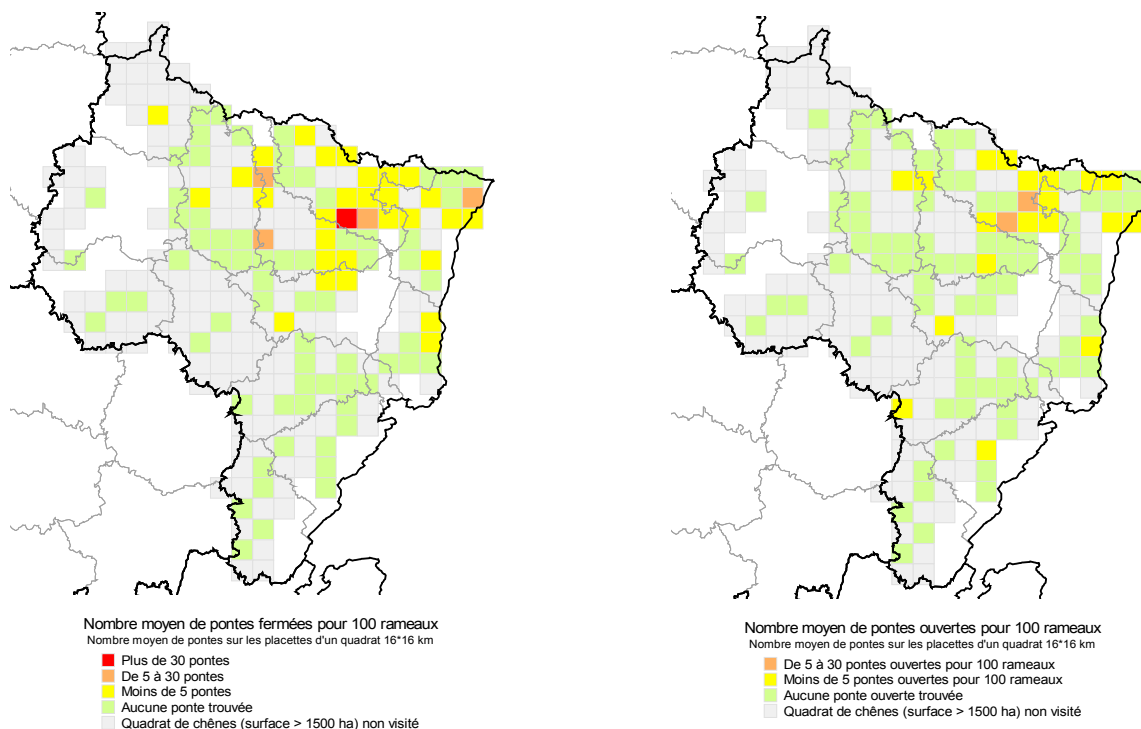 Nombre moyen de pontes fermées pour 100 rameaux
Nombre moyen de pontes sur les placettes d'un quadrat 16*16 km
Plus de 30 pontes
De 5 à 30 pontes
Moins de 5 pontes
Aucune ponte trouvée
Quadrat de chênes (surface > 1500 ha) non visité
Nombre moyen de pontes ouvertes pour 100 rameaux
Nombre moyen de pontes sur les placettes d'un quadrat 16*16 km
De 5 à 30 pontes ouvertes pour 100 rameaux
Moins de 5 pontes ouvertes pour 100 rameaux
Aucune ponte ouverte trouvée
Quadrat de chênes (surface > 1500 ha) non visité